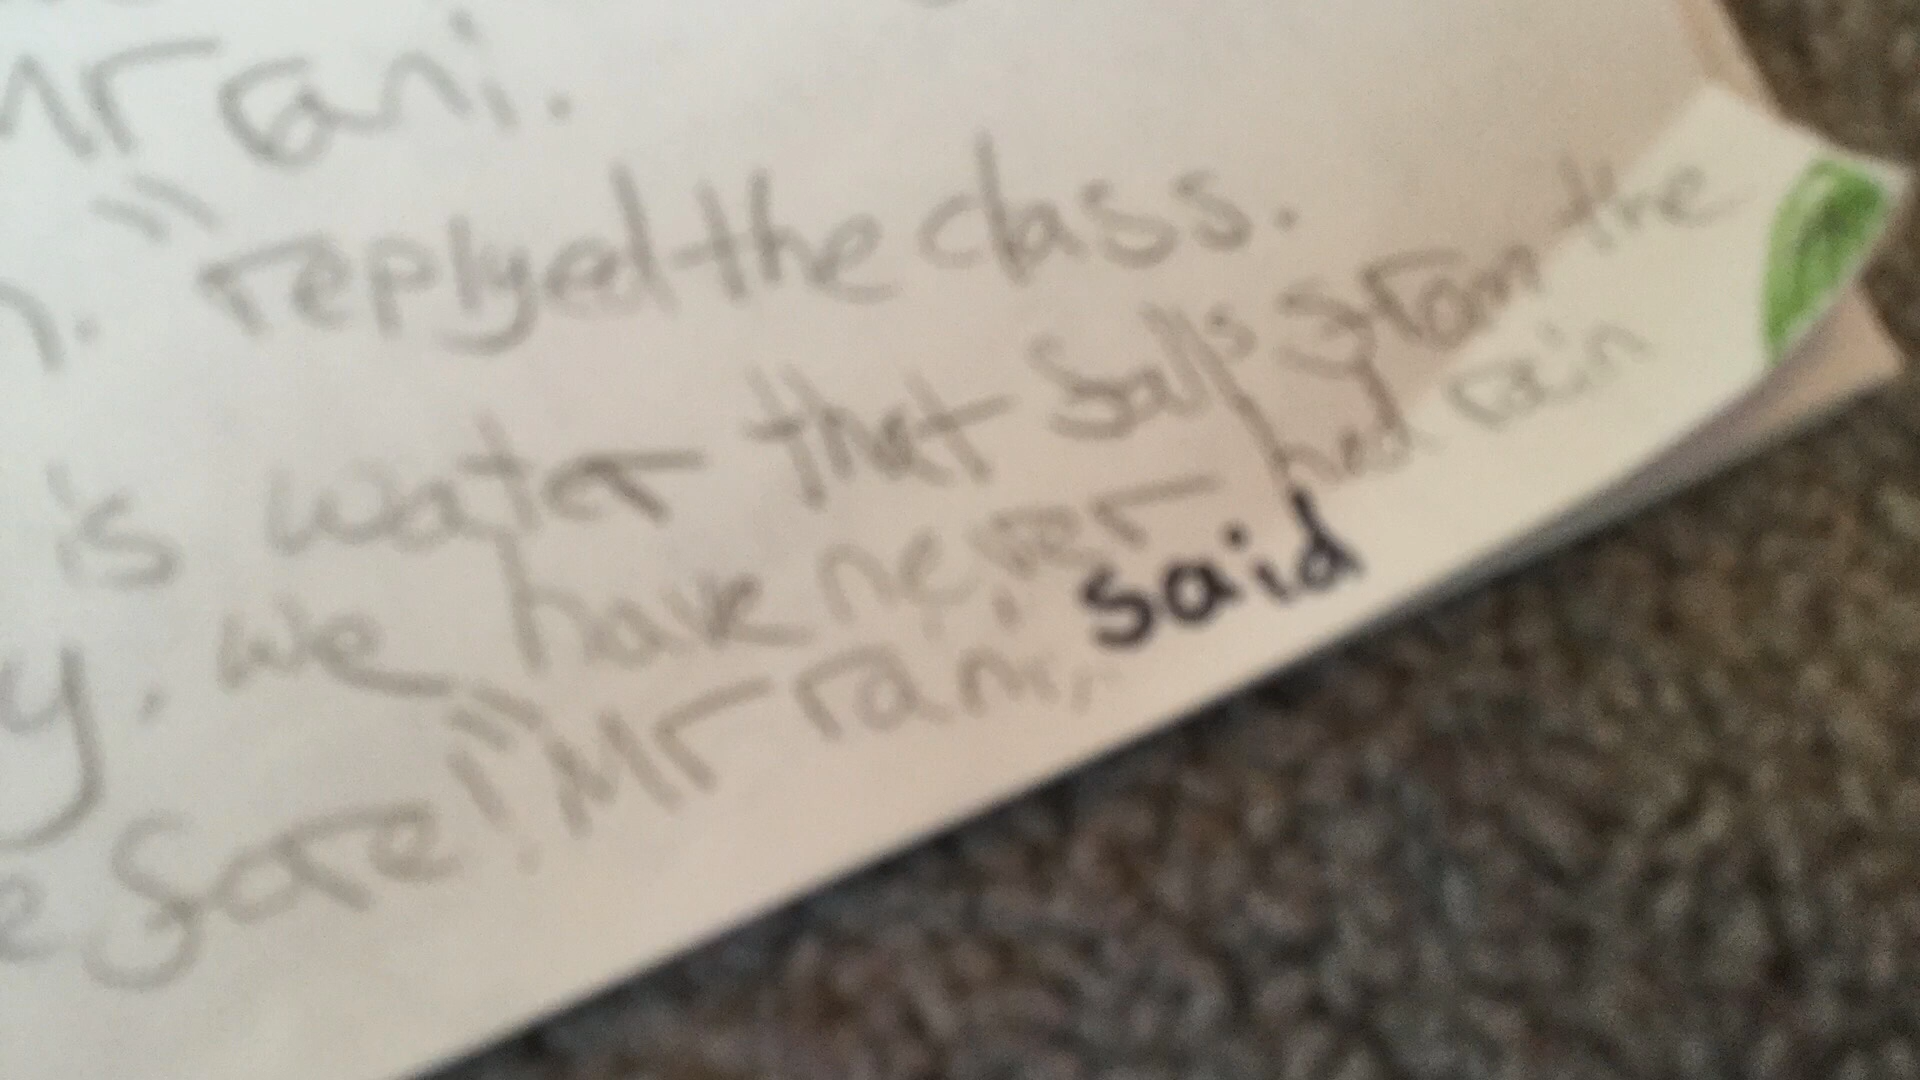 Mr rani.
n." replyed the class.
is water that falls from the
y. We have never had rain
e fore!" Mr rani, said